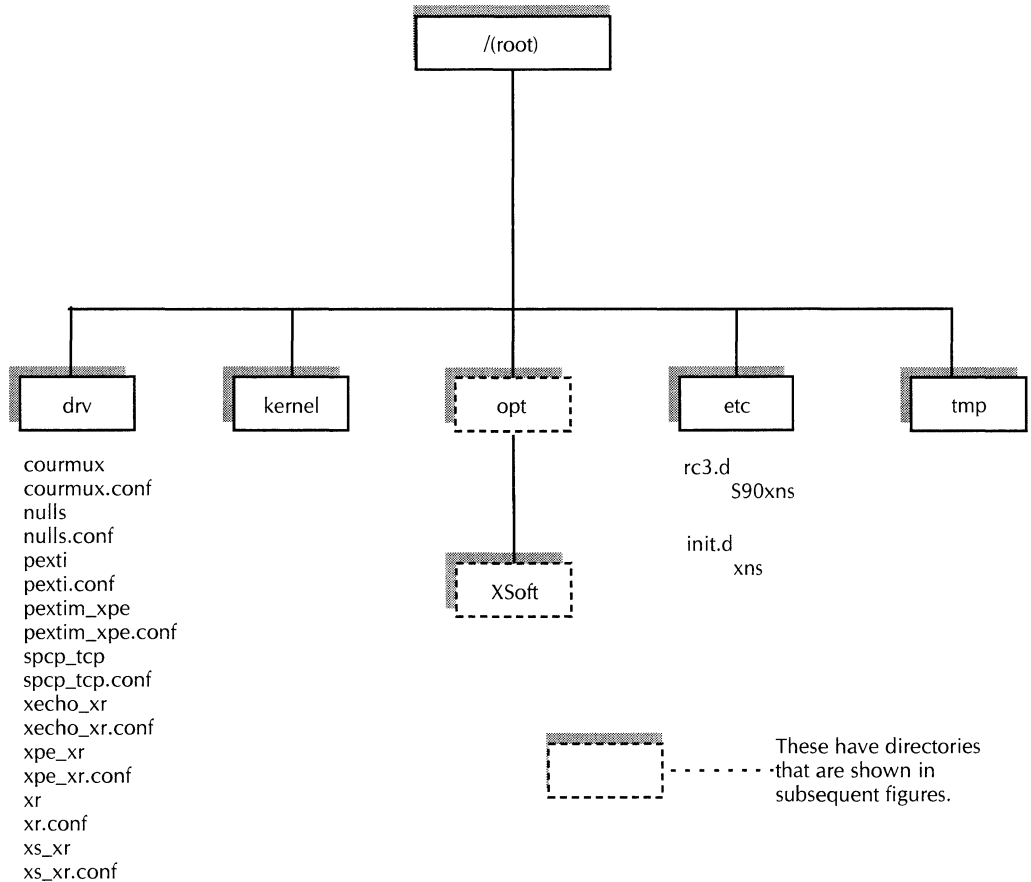 /(root)
drv
kernel
opt
etc
tmp
courmux
courmux.conf
nulls
nulls.conf
pexti
pexti.conf
pextim_xpe
pextim_xpe.conf
spcp_tcp
spcp_tcp.conf
xecho_xr
xecho_xr.conf
xpe_xr
xpe_xr.conf
xr
xr.conf
xs_xr
xs_xr.conf
XSoft
rc3.d
S90xns
init.d
xns
These have directories
that are shown in
subsequent figures.